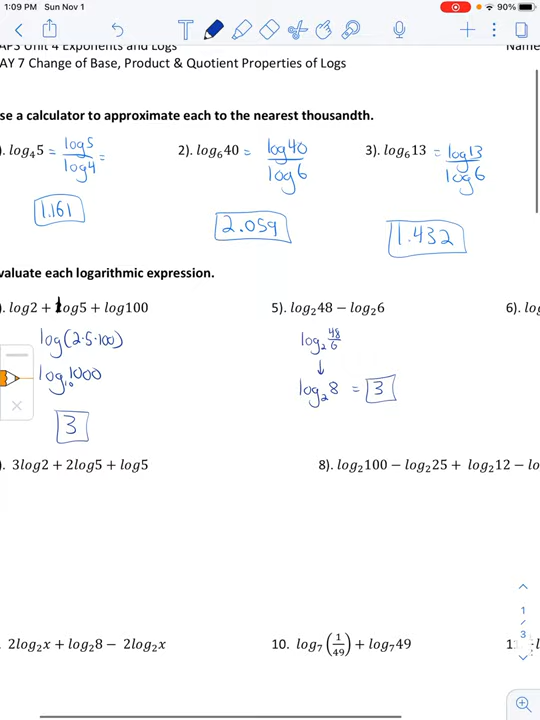 1:09 PM Sun Nov 1 90%
APS Unit 4 Exponents and Logs Name
AY 7 Change of Base, Product & Quotient Properties of Logs
se a calculator to approximate each to the nearest thousandth.
). log₄5 = log5/log4 = 2). log₆40 = log40/log6 3). log₆13 = log13/log6
1.161 2.059 1.432
valuate each logarithmic expression.
). log2 + log5 + log100 5). log₂48 − log₂6 6). lo
log(2·5·100) log₂ 48/6
log₁₀1000 ↓
log₂8 = 3
3
). 3log2 + 2log5 + log5 8). log₂100 − log₂25 + log₂12 − lo
. 2log₂x + log₂8 − 2log₂x 10. log₇(1/49) + log₇49 1
1
/
3